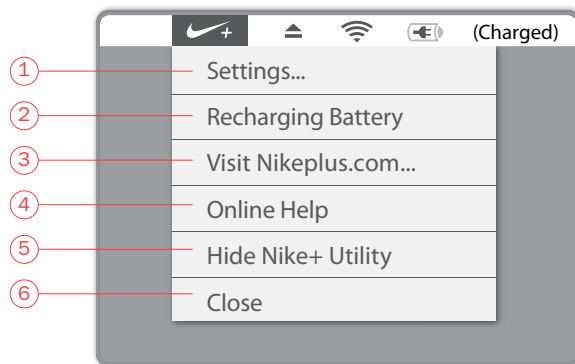 + (Charged)
1 Settings...
2 Recharging Battery
3 Visit Nikeplus.com...
4 Online Help
5 Hide Nike+ Utility
6 Close